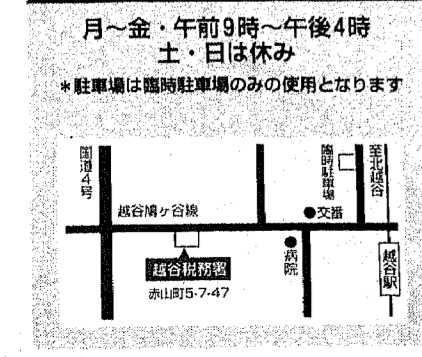 月～金・午前9時～午後4時
土・日は休み
＊駐車場は臨時駐車場のみの使用となります
国道4号
臨時駐車場
至北越谷
越谷鳩ヶ谷線
交番
病院
越谷駅
越谷税務署
赤山町5-7-47